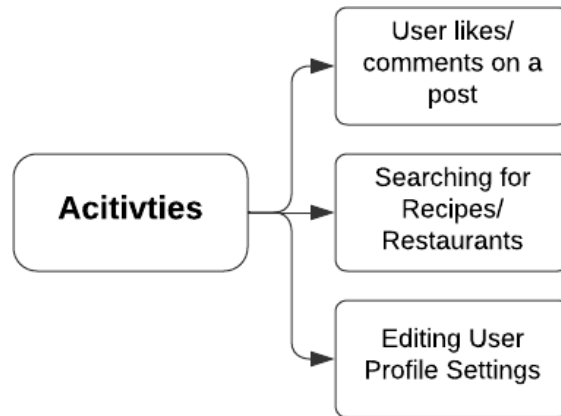 User likes/
comments on a
post
Acitivties
Searching for
Recipes/
Restaurants
Editing User
Profile Settings